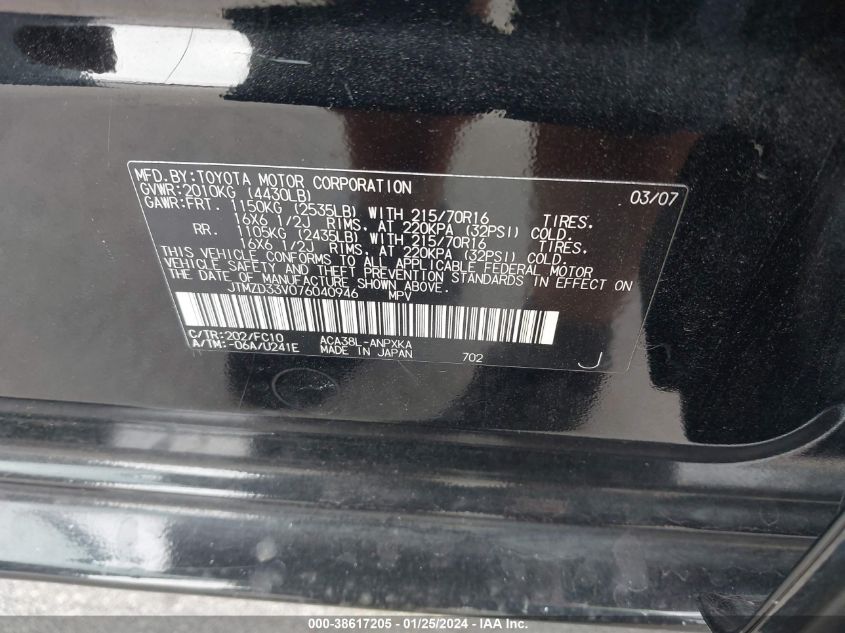 MFD.BY:TOYOTA MOTOR CORPORATION 03/07
GVWR:2010KG (4430LB)
GAWR:FRT. 1150KG (2535LB) WITH 215/70R16 TIRES.
16X6 1/2J RIMS. AT 220KPA (32PSI) COLD.
RR. 1105KG (2435LB) WITH 215/70R16 TIRES.
16X6 1/2J RIMS. AT 220KPA (32PSI) COLD.
THIS VEHICLE CONFORMS TO ALL APPLICABLE FEDERAL MOTOR
VEHICLE SAFETY AND THEFT PREVENTION STANDARDS IN EFFECT ON
THE DATE OF MANUFACTURE SHOWN ABOVE.
JTMZD33V076040946 MPV
C/TR:202/FC10 ACA38L-ANPXKA
A/TM:-06A/U241E MADE IN JAPAN 702 J
000-38617205 - 01/25/2024 - IAA Inc.